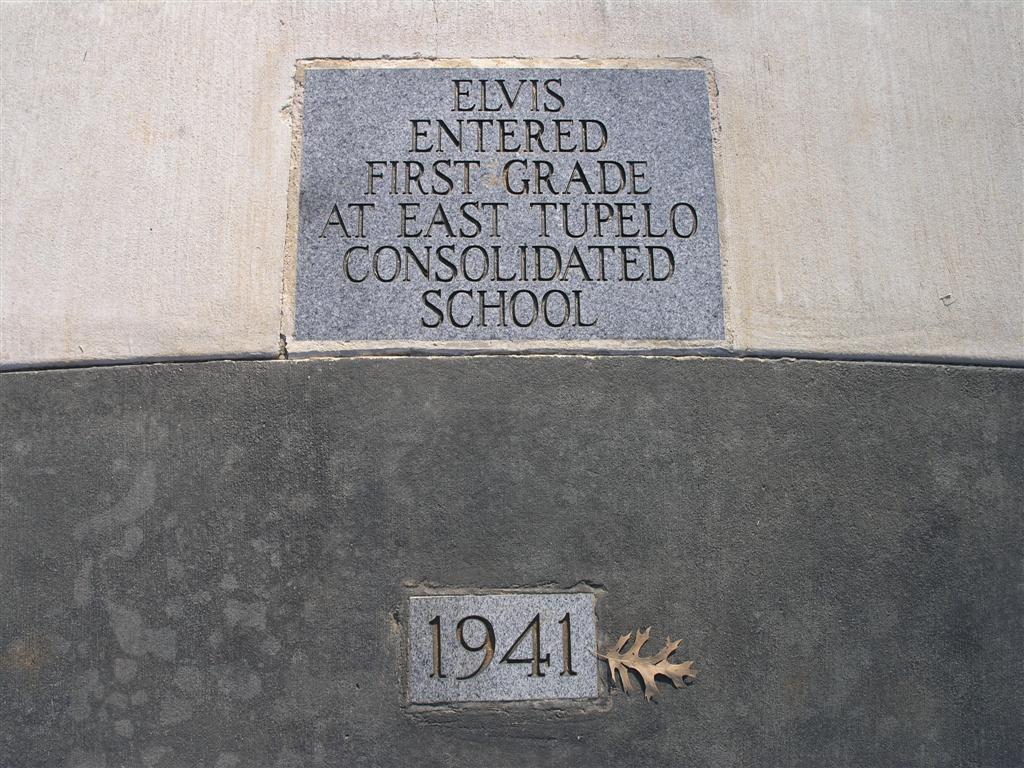 ELVIS
ENTERED
FIRST GRADE
AT EAST TUPELO
CONSOLIDATED
SCHOOL
1941